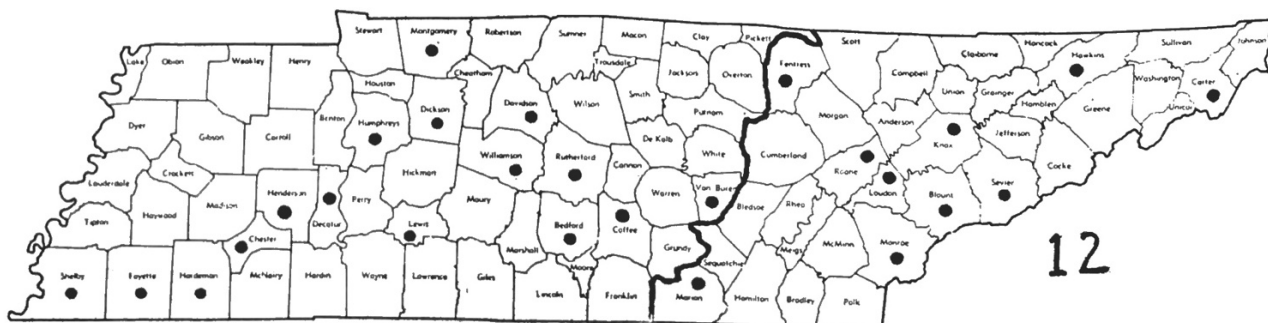 Stewart Montgomery Robertson Sumner Macon Clay Pickett Scott Claiborne Hancock Hawkins Sullivan Johnson
Lake Obion Weakley Henry Houston Cheatham Trousdale Jackson Overton Fentress Campbell Union Grainger Hamblen Greene Washington Unicoi Carter
Dyer Gibson Carroll Benton Humphreys Dickson Davidson Wilson Smith Putnam Morgan Anderson Knox Jefferson Cocke
Lauderdale Crockett Hickman Williamson Rutherford Cannon De Kalb White Cumberland Roane Loudon Blount Sevier
Tipton Haywood Madison Henderson Decatur Perry Lewis Maury Bedford Coffee Warren Van Buren Bledsoe Rhea
Chester Marshall Moore Grundy Sequatchie Meigs McMinn Monroe
Shelby Fayette Hardeman McNairy Hardin Wayne Lawrence Giles Lincoln Franklin Marion Hamilton Bradley Polk
12